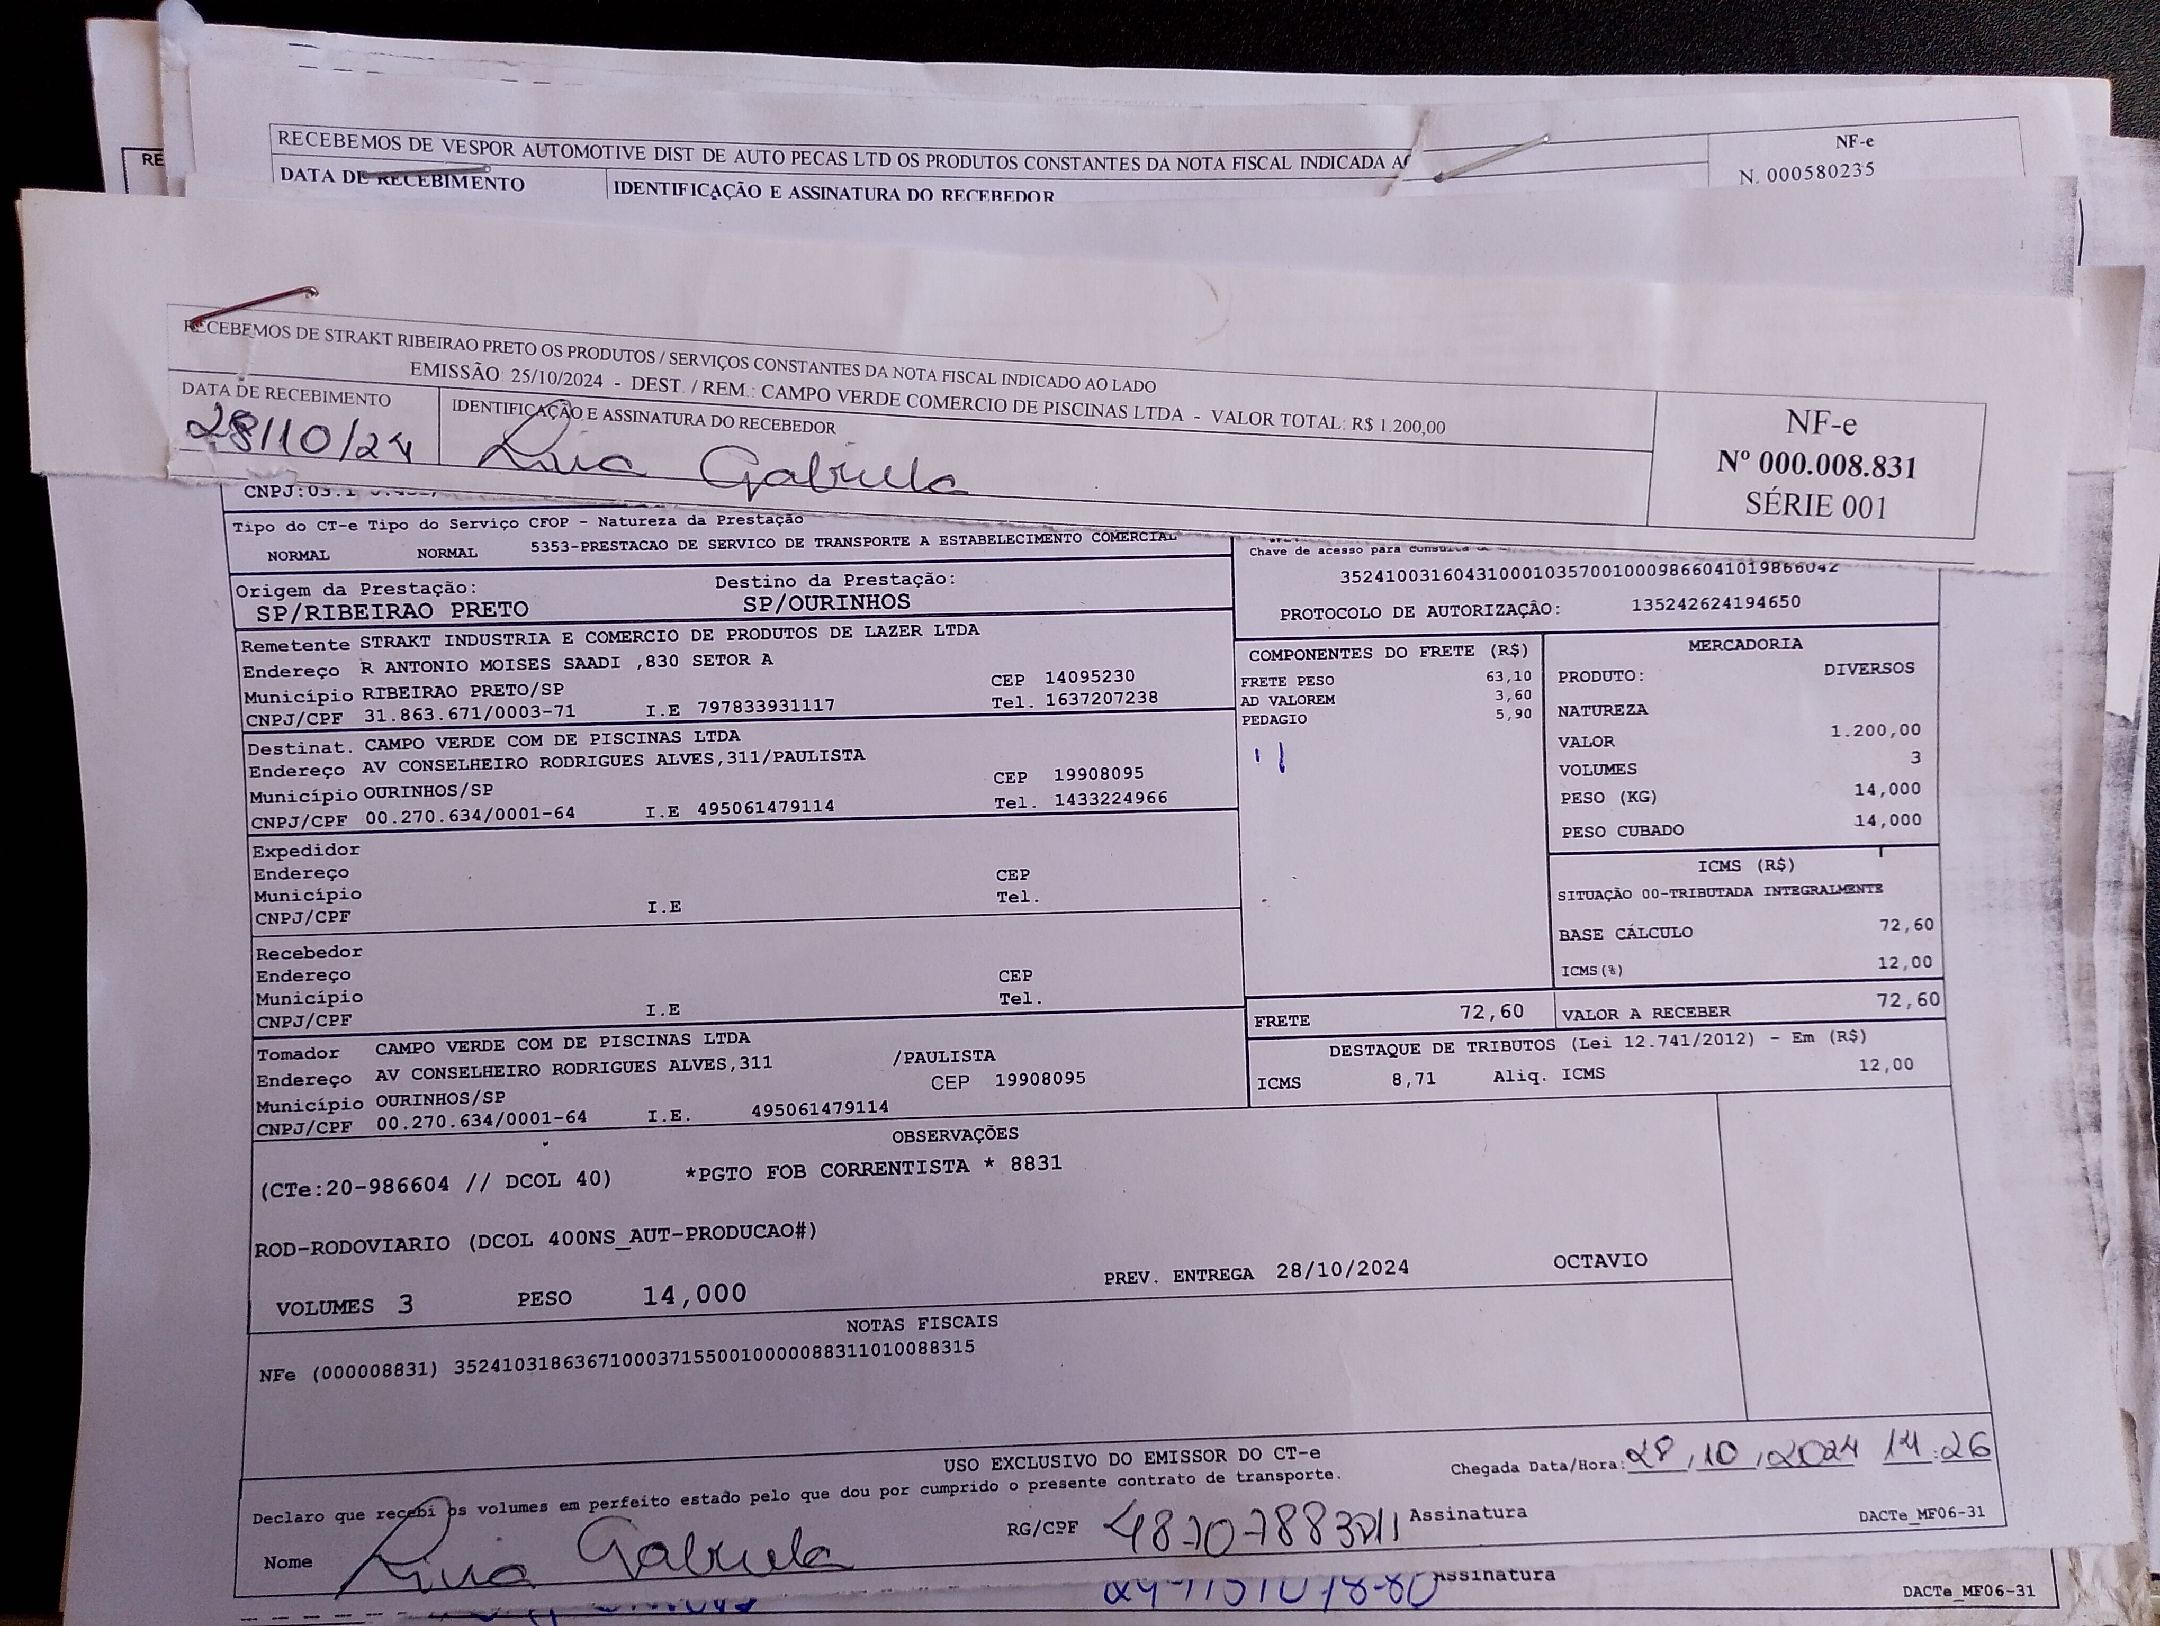 RE
RECEBEMOS DE VESPOR AUTOMOTIVE DIST DE AUTO PECAS LTD OS PRODUTOS CONSTANTES DA NOTA FISCAL INDICADA
NF-e
N. 000580235
DATA DE RECEBIMENTO
IDENTIFICAÇÃO E ASSINATURA DO RECEBEDOR
RECEBEMOS DE STRAKT RIBEIRAO PRETO OS PRODUTOS / SERVIÇOS CONSTANTES DA NOTA FISCAL INDICADO AO LADO
EMISSÃO: 25/10/2024 - DEST. / REM.: CAMPO VERDE COMERCIO DE PISCINAS LTDA - VALOR TOTAL: R$ 1.200,00
DATA DE RECEBIMENTO
28/10/24
IDENTIFICAÇÃO E ASSINATURA DO RECEBEDOR
Gabriela
NF-e
Nº 000.008.831
SÉRIE 001
CNPJ:
Tipo do CT-e Tipo do Serviço CFOP - Natureza da Prestação
NORMAL NORMAL 5353-PRESTACAO DE SERVICO DE TRANSPORTE A ESTABELECIMENTO COMERCIAL
Chave de acesso para consulta
35241003160431000103570010009866041019866042
Origem da Prestação: Destino da Prestação:
SP/RIBEIRAO PRETO SP/OURINHOS
PROTOCOLO DE AUTORIZAÇÃO: 135242624194650
Remetente STRAKT INDUSTRIA E COMERCIO DE PRODUTOS DE LAZER LTDA
Endereço R ANTONIO MOISES SAADI ,830 SETOR A
CEP 14095230
Município RIBEIRAO PRETO/SP
Tel. 1637207238
CNPJ/CPF 31.863.671/0003-71 I.E 797833931117
Destinat. CAMPO VERDE COM DE PISCINAS LTDA
Endereço AV CONSELHEIRO RODRIGUES ALVES,311/PAULISTA
CEP 19908095
Município OURINHOS/SP
Tel. 1433224966
CNPJ/CPF 00.270.634/0001-64 I.E 495061479114
Expedidor
Endereço CEP
Município Tel.
CNPJ/CPF I.E
Recebedor
Endereço CEP
Município Tel.
CNPJ/CPF I.E
Tomador CAMPO VERDE COM DE PISCINAS LTDA
Endereço AV CONSELHEIRO RODRIGUES ALVES,311 /PAULISTA
CEP 19908095
Município OURINHOS/SP
CNPJ/CPF 00.270.634/0001-64 I.E. 495061479114
COMPONENTES DO FRETE (R$)
FRETE PESO 63,10
AD VALOREM 3,60
PEDAGIO 5,90
MERCADORIA
PRODUTO: DIVERSOS
NATUREZA
VALOR 1.200,00
VOLUMES 3
PESO (KG) 14,000
PESO CUBADO 14,000
ICMS (R$)
SITUAÇÃO 00-TRIBUTADA INTEGRALMENTE
BASE CÁLCULO 72,60
ICMS(%) 12,00
FRETE 72,60 VALOR A RECEBER 72,60
DESTAQUE DE TRIBUTOS (Lei 12.741/2012) - Em (R$)
ICMS 8,71 Aliq. ICMS 12,00
OBSERVAÇÕES
(CTe:20-986604 // DCOL 40) *PGTO FOB CORRENTISTA * 8831
ROD-RODOVIARIO (DCOL 400NS_AUT-PRODUCAO#)
VOLUMES 3 PESO 14,000 PREV. ENTREGA 28/10/2024 OCTAVIO
NOTAS FISCAIS
NFe (000008831) 35241031863671000371550010000088311010088315
USO EXCLUSIVO DO EMISSOR DO CT-e
Declaro que recebi os volumes em perfeito estado pelo que dou por cumprido o presente contrato de transporte.
Chegada Data/Hora: 28/10/2024 14:26
Nome Gabriela RG/CPF Assinatura
DACTe_MF06-31
Assinatura
DACTe_MF06-31